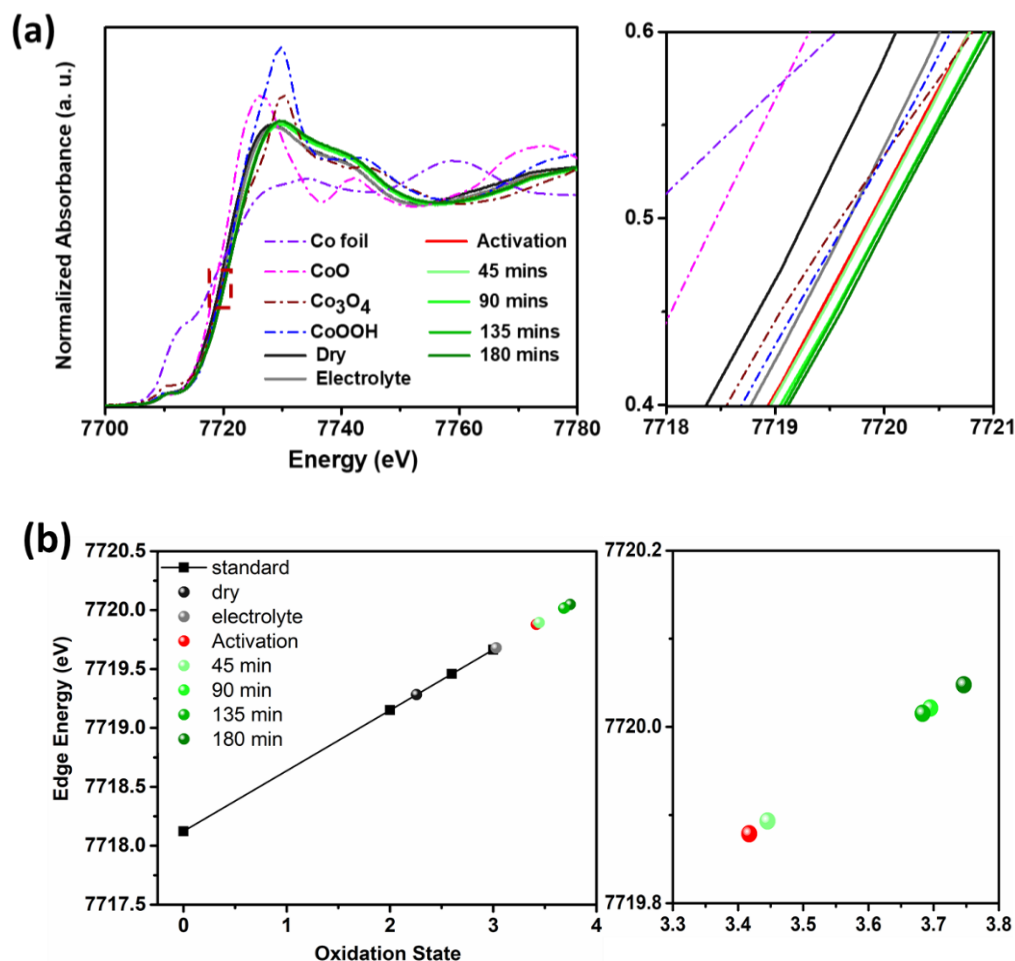 (a)
Normalized Absorbance (a. u.)
Co foil
CoO
Co3O4
CoOOH
Dry
Electrolyte
Activation
45 mins
90 mins
135 mins
180 mins
7700 7720 7740 7760 7780
Energy (eV)
0.6
0.5
0.4
7718 7719 7720 7721
(b)
Edge Energy (eV)
7720.5
7720.0
7719.5
7719.0
7718.5
7718.0
7717.5
standard
dry
electrolyte
Activation
45 min
90 min
135 min
180 min
0 1 2 3 4
Oxidation State
7720.2
7720.0
7719.8
3.3 3.4 3.5 3.6 3.7 3.8